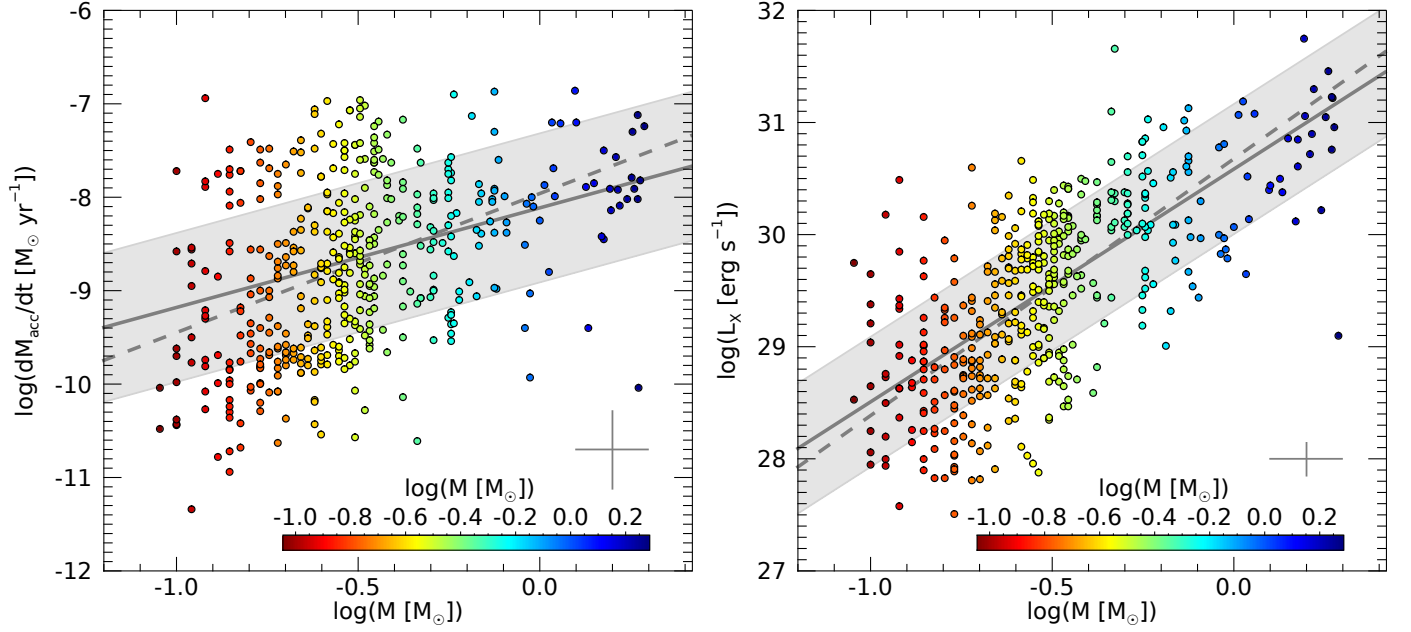 -6
-7
-8
-9
-10
-11
-12
log(dM_acc/dt [M_⊙ yr⁻¹])
log(M [M_⊙])
-1.0 -0.8 -0.6 -0.4 -0.2 0.0 0.2
-1.0 -0.5 0.0
log(M [M_⊙])
32
31
30
29
28
27
log(L_X [erg s⁻¹])
log(M [M_⊙])
-1.0 -0.8 -0.6 -0.4 -0.2 0.0 0.2
-1.0 -0.5 0.0
log(M [M_⊙])